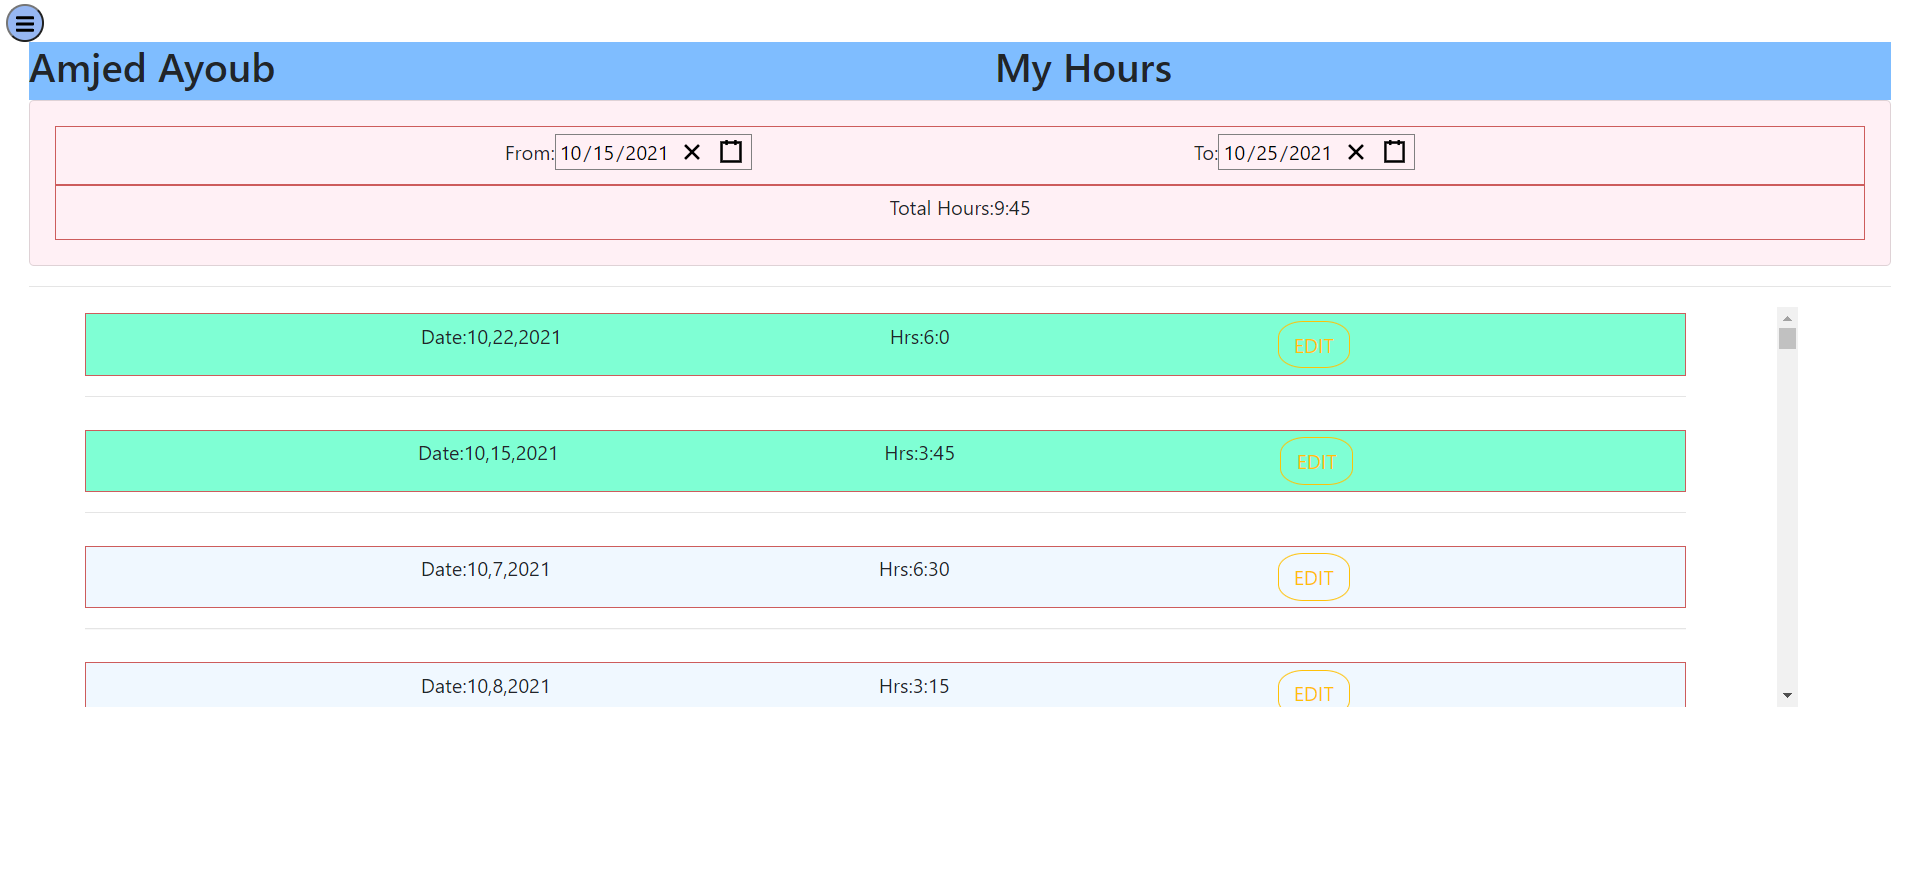 Amjed Ayoub My Hours
From: 10/15/2021 To: 10/25/2021
Total Hours:9:45
Date:10,22,2021 Hrs:6:0 EDIT
Date:10,15,2021 Hrs:3:45 EDIT
Date:10,7,2021 Hrs:6:30 EDIT
Date:10,8,2021 Hrs:3:15 EDIT